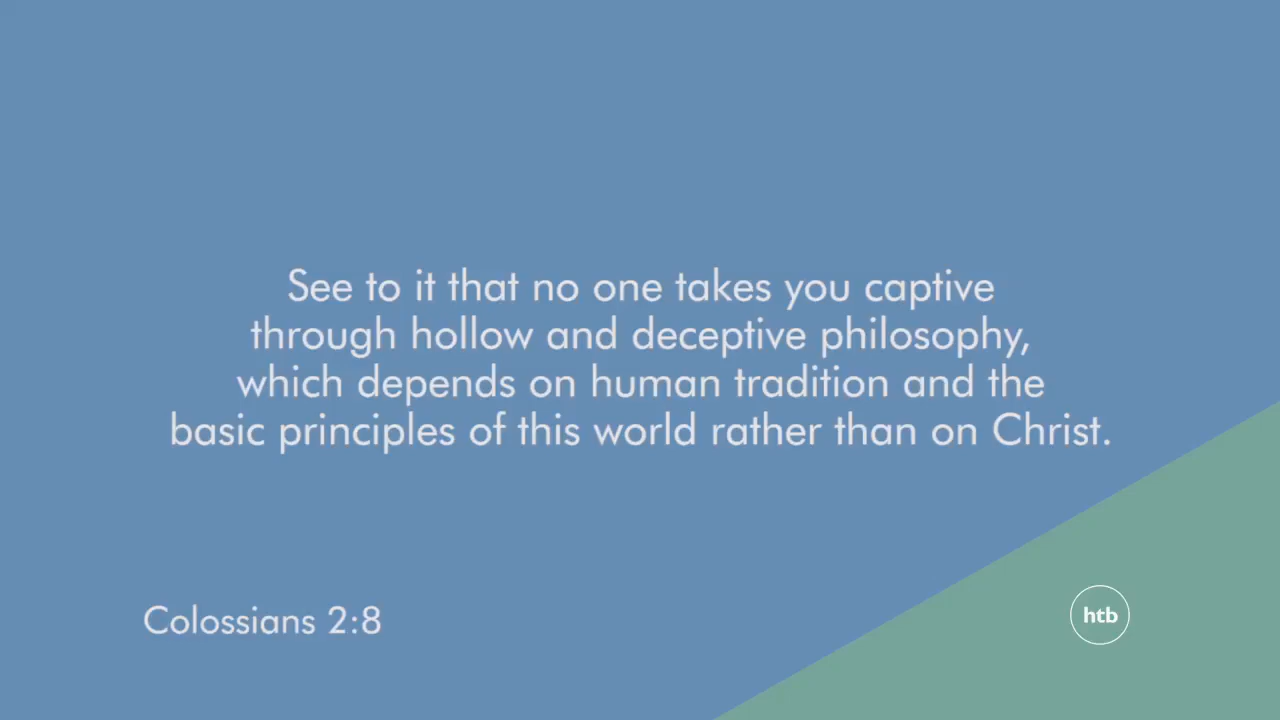 See to it that no one takes you captive
through hollow and deceptive philosophy,
which depends on human tradition and the
basic principles of this world rather than on Christ.
Colossians 2:8
htb